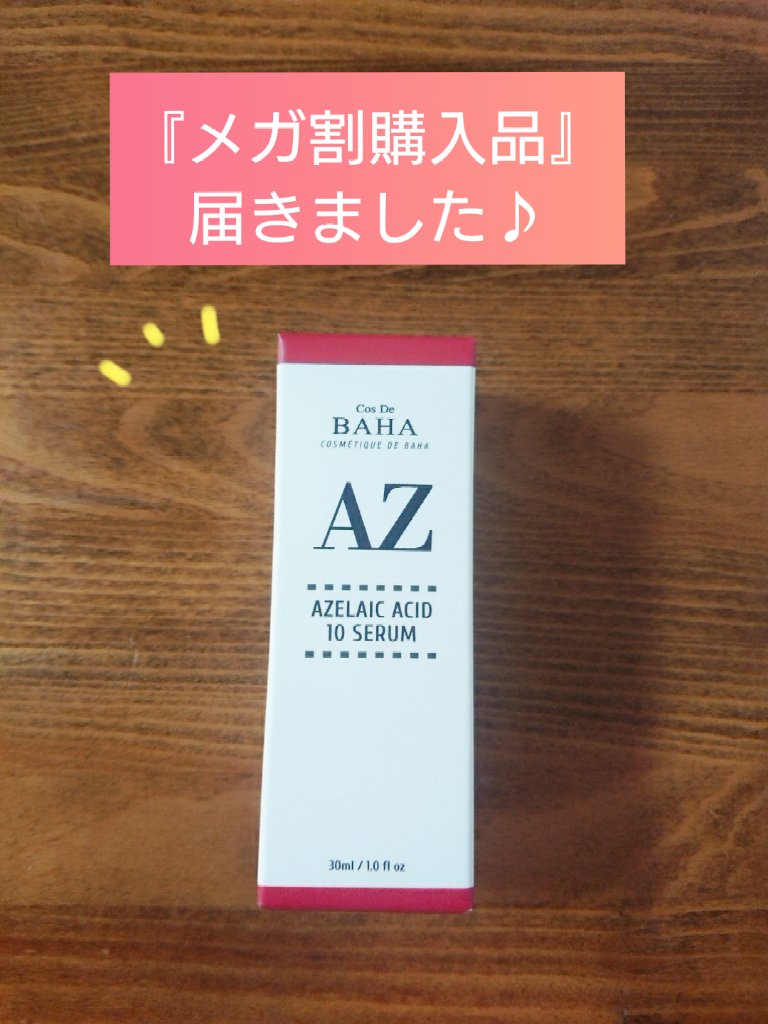 『メガ割購入品』
届きました♪
Cos De
BAHA
COSMÉTIQUE DE BAHA
AZ
AZELAIC ACID
10 SERUM
30ml / 1.0 fl oz